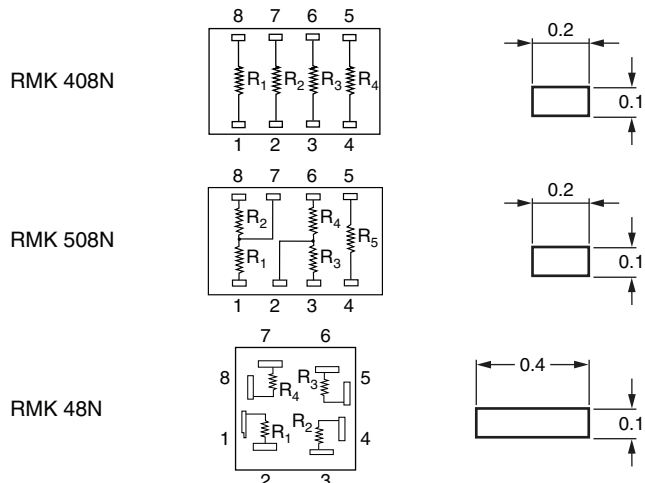 8 7 6 5
0.2
RMK 408N
R1 R2 R3 R4
0.1
1 2 3 4
8 7 6 5
0.2
R2 R4
RMK 508N
R5
R1 R3
0.1
1 2 3 4
7 6
8 R4 R3 5
0.4
RMK 48N
1 R1 R2 4
0.1
2 3